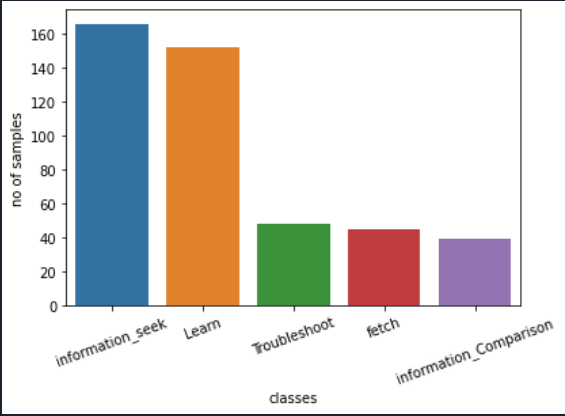 no of samples
160
140
120
100
80
60
40
20
0
information_seek
Learn
Troubleshoot
fetch
information_Comparison
classes